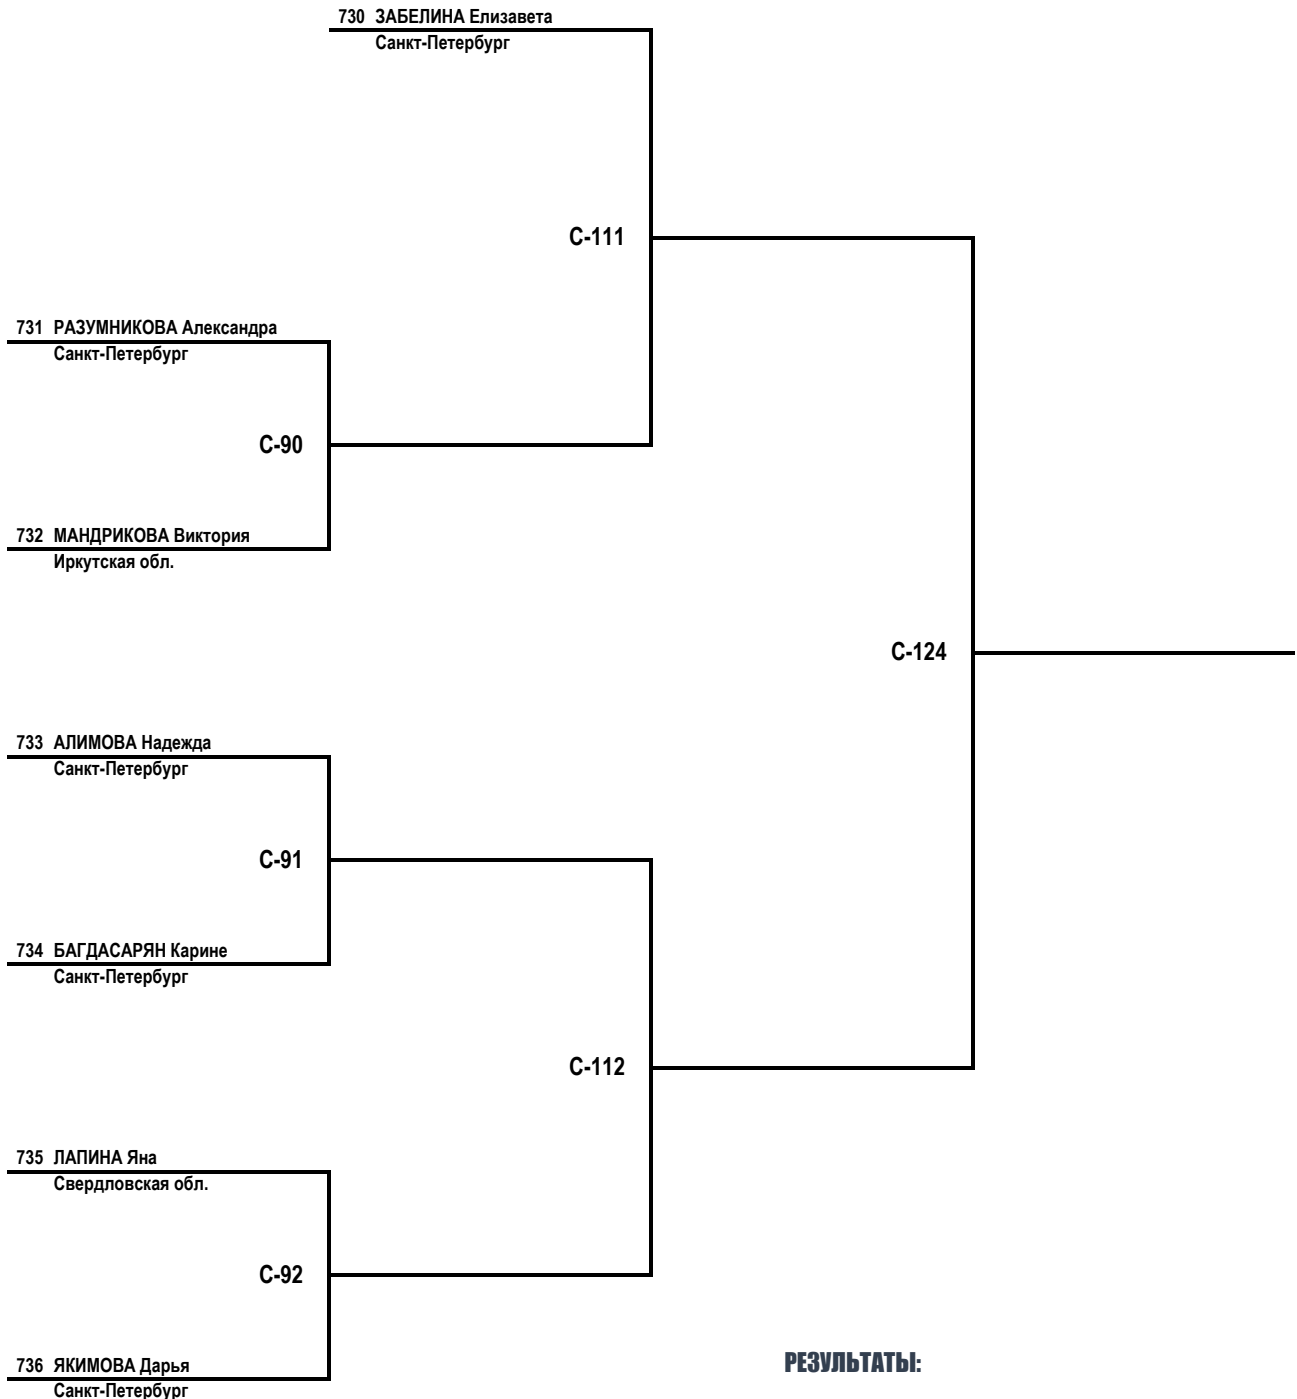 730 ЗАБЕЛИНА Елизавета
Санкт-Петербург
С-111
731 РАЗУМНИКОВА Александра
Санкт-Петербург
С-90
732 МАНДРИКОВА Виктория
Иркутская обл.
С-124
733 АЛИМОВА Надежда
Санкт-Петербург
С-91
734 БАГДАСАРЯН Карине
Санкт-Петербург
С-112
735 ЛАПИНА Яна
Свердловская обл.
С-92
736 ЯКИМОВА Дарья
Санкт-Петербург
РЕЗУЛЬТАТЫ: